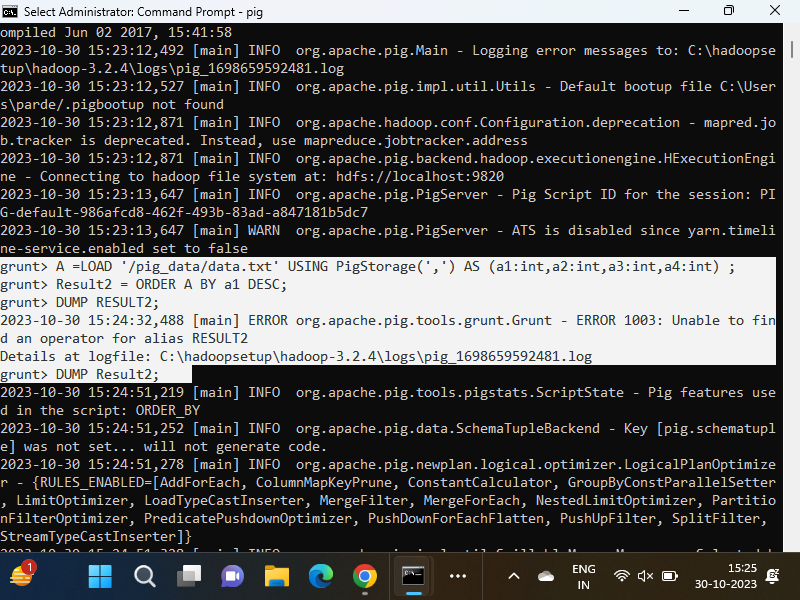 Select Administrator: Command Prompt - pig
ompiled Jun 02 2017, 15:41:58
2023-10-30 15:23:12,492 [main] INFO  org.apache.pig.Main - Logging error messages to: C:\hadoopse
tup\hadoop-3.2.4\logs\pig_1698659592481.log
2023-10-30 15:23:12,527 [main] INFO  org.apache.pig.impl.util.Utils - Default bootup file C:\User
s\parde/.pigbootup not found
2023-10-30 15:23:12,871 [main] INFO  org.apache.hadoop.conf.Configuration.deprecation - mapred.jo
b.tracker is deprecated. Instead, use mapreduce.jobtracker.address
2023-10-30 15:23:12,871 [main] INFO  org.apache.pig.backend.hadoop.executionengine.HExecutionEngi
ne - Connecting to hadoop file system at: hdfs://localhost:9820
2023-10-30 15:23:13,647 [main] INFO  org.apache.pig.PigServer - Pig Script ID for the session: PI
G-default-986afcd8-462f-493b-83ad-a847181b5dc7
2023-10-30 15:23:13,647 [main] WARN  org.apache.pig.PigServer - ATS is disabled since yarn.timeli
ne-service.enabled set to false
grunt> A =LOAD '/pig_data/data.txt' USING PigStorage(',') AS (a1:int,a2:int,a3:int,a4:int) ;
grunt> Result2 = ORDER A BY a1 DESC;
grunt> DUMP RESULT2;
2023-10-30 15:24:32,488 [main] ERROR org.apache.pig.tools.grunt.Grunt - ERROR 1003: Unable to fin
d an operator for alias RESULT2
Details at logfile: C:\hadoopsetup\hadoop-3.2.4\logs\pig_1698659592481.log
grunt> DUMP Result2;
2023-10-30 15:24:51,219 [main] INFO  org.apache.pig.tools.pigstats.ScriptState - Pig features use
d in the script: ORDER_BY
2023-10-30 15:24:51,252 [main] INFO  org.apache.pig.data.SchemaTupleBackend - Key [pig.schematupl
e] was not set... will not generate code.
2023-10-30 15:24:51,278 [main] INFO  org.apache.pig.newplan.logical.optimizer.LogicalPlanOptimize
r - {RULES_ENABLED=[AddForEach, ColumnMapKeyPrune, ConstantCalculator, GroupByConstParallelSetter
, LimitOptimizer, LoadTypeCastInserter, MergeFilter, MergeForEach, NestedLimitOptimizer, Partitio
nFilterOptimizer, PredicatePushdownOptimizer, PushDownForEachFlatten, PushUpFilter, SplitFilter,
StreamTypeCastInserter]}
1
ENG
IN
15:25
30-10-2023